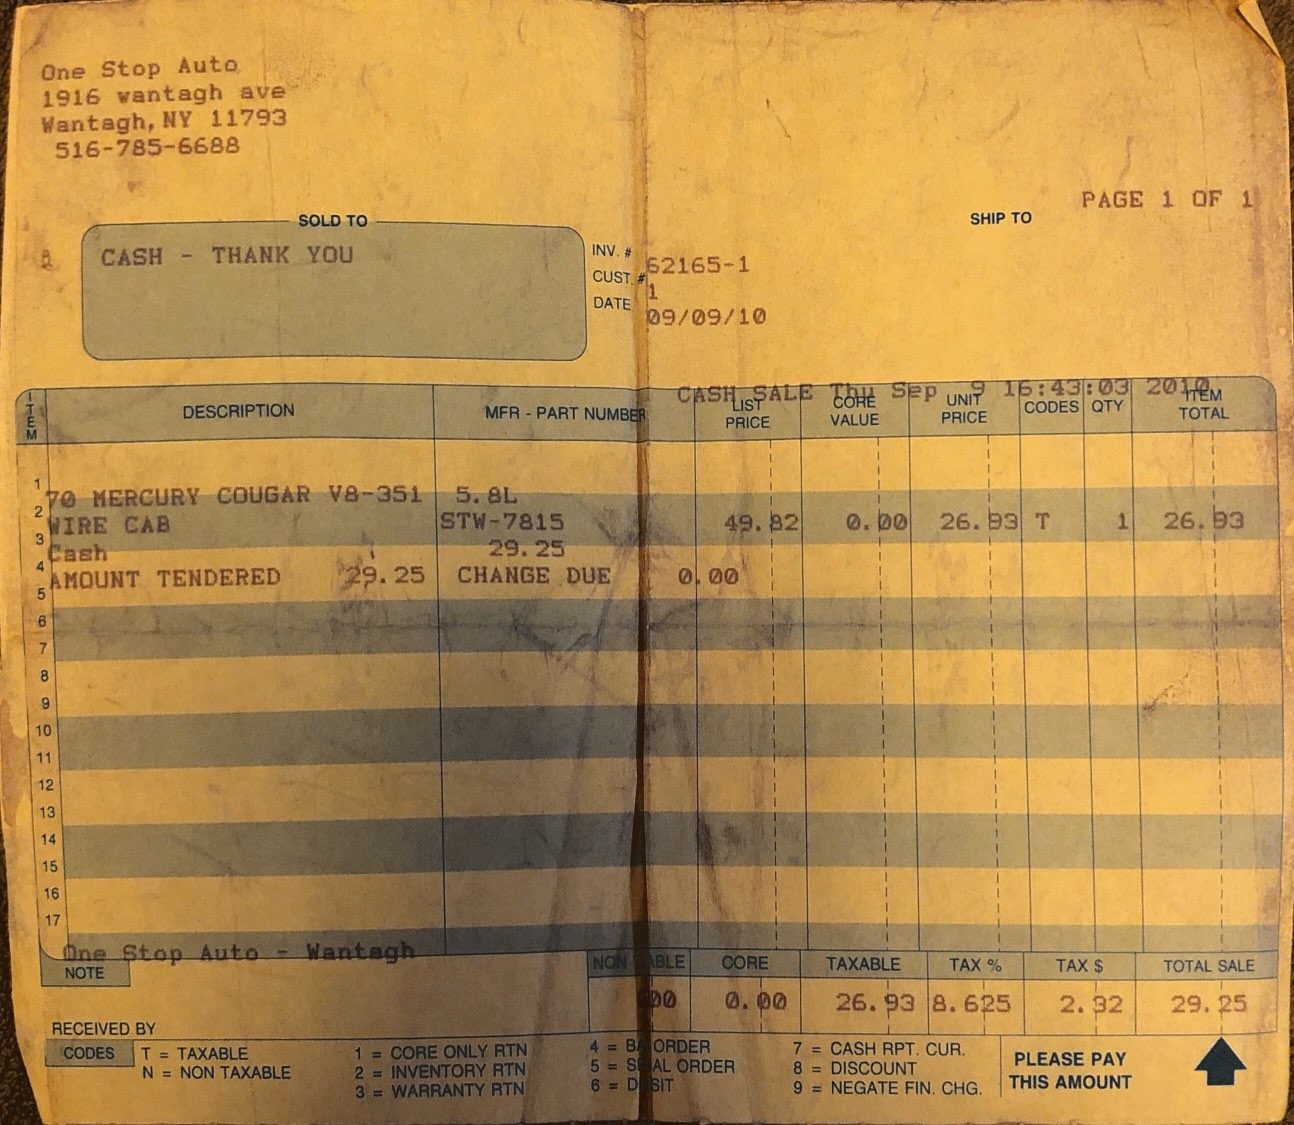 One Stop Auto
1916 wantagh ave
Wantagh, NY 11793
516-785-6688
PAGE 1 OF 1
SOLD TO
SHIP TO
CASH - THANK YOU
INV. # 62165-1
CUST. # 1
DATE 09/09/10
CASH SALE Thu Sep 9 16:43:03 2010
ITEM DESCRIPTION MFR - PART NUMBER LIST PRICE CORE VALUE UNIT PRICE CODES QTY ITEM TOTAL
1
70 MERCURY COUGAR V8-351 5.8L
2 WIRE CAB STW-7815 49.82 0.00 26.93 T 1 26.93
3 Cash 29.25
4 AMOUNT TENDERED 29.25 CHANGE DUE 0.00
5
6
7
8
9
10
11
12
13
14
15
16
17
One Stop Auto - Wantagh
NOTE
NON ABLE CORE TAXABLE TAX % TAX $ TOTAL SALE
00 0.00 26.93 8.625 2.32 29.25
RECEIVED BY
CODES T = TAXABLE 1 = CORE ONLY RTN 4 = ORDER 7 = CASH RPT. CUR. PLEASE PAY
N = NON TAXABLE 2 = INVENTORY RTN 5 = ORDER 8 = DISCOUNT THIS AMOUNT
3 = WARRANTY RTN 6 = 9 = NEGATE FIN. CHG.